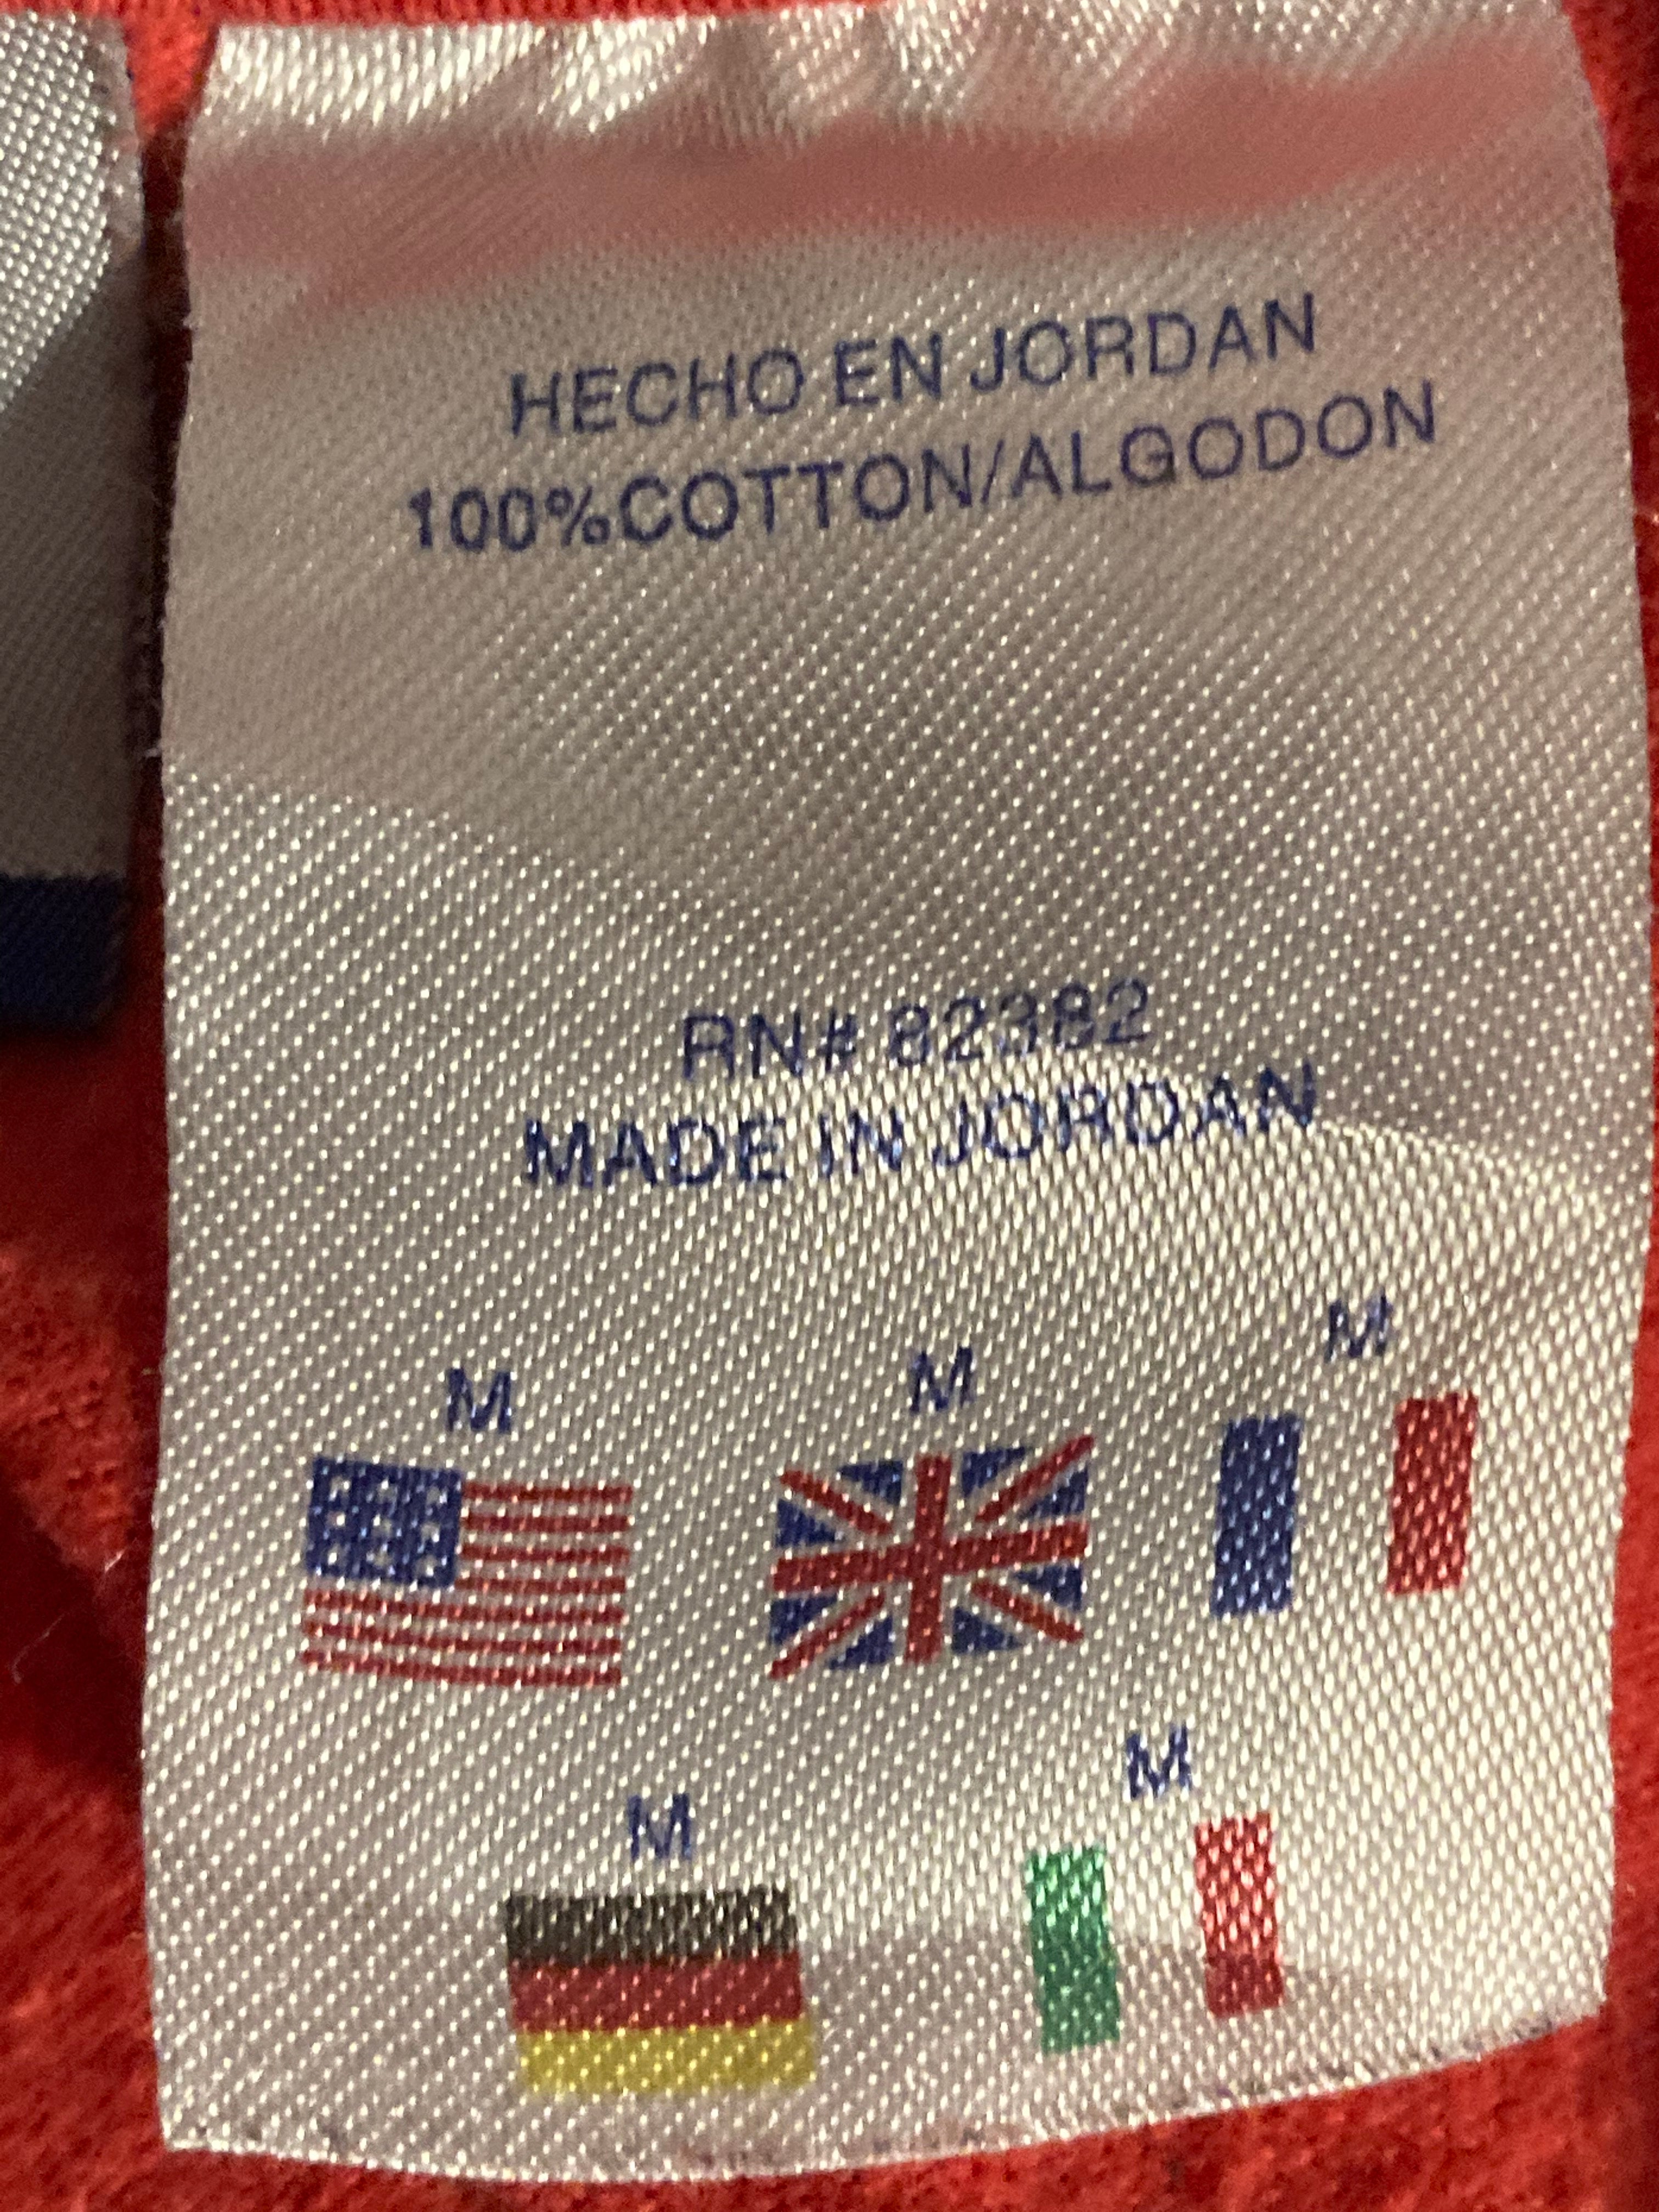 HECHO EN JORDAN
100%COTTON/ALGODON
RN# 82382
MADE IN JORDAN
M M M
M M